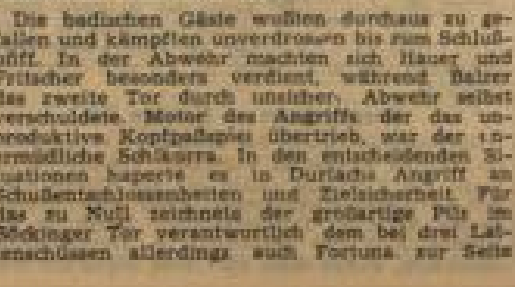 Die badischen Gäste wußten durchaus zu ge-
fallen und kämpften unverdrossen bis zum Schluß-
pfiff. In der Abwehr machten sich Hauer und
Fritscher besonders verdient, während Balzer
das zweite Tor durch unsichere Abwehr selbst
verschuldete. Motor des Angriffs, der das un-
produktive Kopfpaßspiel übertrieb, war der un-
ermüdliche Schikorra. In den entscheidenden Si-
tuationen haperte es in Durlachs Angriff an
Schußentschlossenheiten und Zielsicherheit. Für
das zu Null zeichnete der großartige Pils im
Böckinger Tor verantwortlich dem bei drei Lat-
tenschüssen allerdings auch Fortuna zur Seite